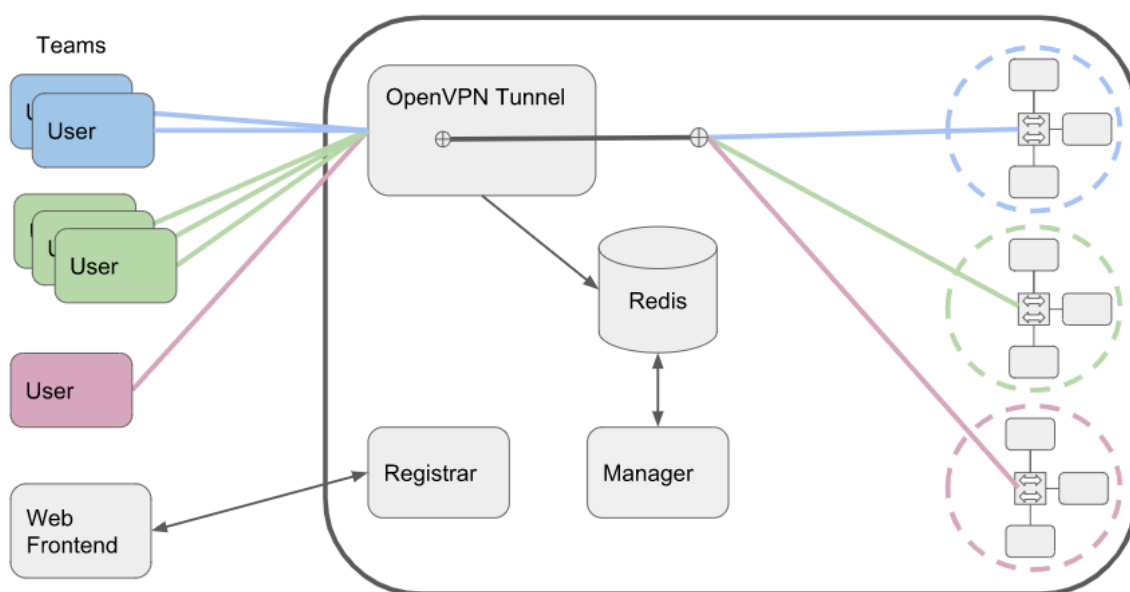 Teams
OpenVPN Tunnel
U
User
U
U
User
Redis
User
Registrar
Manager
Web
Frontend